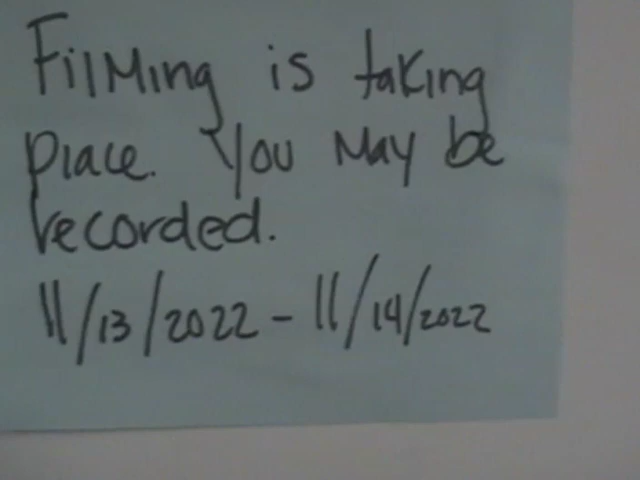 Filming is taking
place. You May be
recorded.
11/13/2022 - 11/14/2022